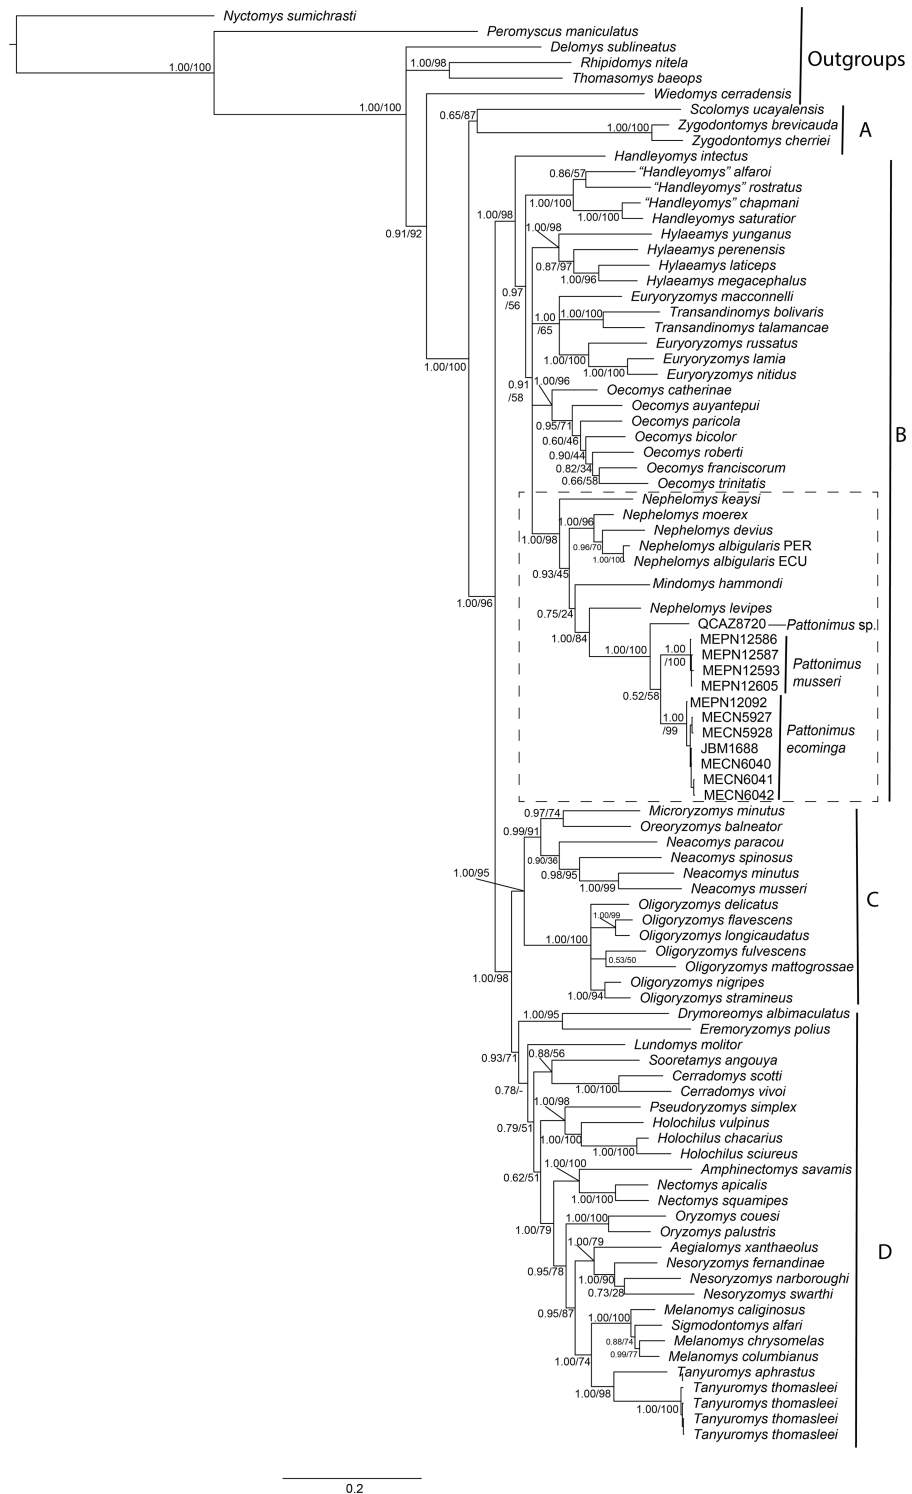 Nyctomys sumichrasti
Peromyscus maniculatus
Delomys sublineatus
1.00/98
Rhipidomys nitela
Outgroups
1.00/100
Thomasomys baeops
1.00/100
Wiedomys cerradensis
Scolomys ucayalensis
0.65/87
Zygodontomys brevicauda
1.00/100
A
Zygodontomys cherriei
Handleyomys intectus
0.86/57
“Handleyomys” alfaroi
“Handleyomys” rostratus
1.00/100
“Handleyomys” chapmani
1.00/98
1.00/100
Handleyomys saturatior
1.00/98
0.91/92
Hylaeamys yunganus
Hylaeamys perenensis
0.87/97
Hylaeamys laticeps
1.00/96
Hylaeamys megacephalus
0.97
/56
Euryoryzomys macconnelli
1.00
/65
1.00/100
Transandinomys bolivaris
Transandinomys talamancae
Euryoryzomys russatus
1.00/100
Euryoryzomys lamia
1.00/100
1.00/100
Euryoryzomys nitidus
0.91
/58
1.00/96
Oecomys catherinae
Oecomys auyantepui
0.95/71
Oecomys paricola
0.60/46
Oecomys bicolor
B
0.90/44
Oecomys roberti
0.82/34
Oecomys franciscorum
0.66/58
Oecomys trinitatis
Nephelomys keaysi
1.00/96
Nephelomys moerex
1.00/98
Nephelomys devius
0.96/70
Nephelomys albigularis PER
1.00/100
Nephelomys albigularis ECU
0.93/45
Mindomys hammondi
1.00/96
0.75/24
Nephelomys levipes
QCAZ8720
Pattonimus sp.
1.00/84
MEPN12586
1.00/100
1.00
/100
MEPN12587
MEPN12593
MEPN12605
Pattonimus
musseri
0.52/58
MEPN12092
1.00
/99
MECN5927
MECN5928
JBM1688
MECN6040
MECN6041
MECN6042
Pattonimus
ecominga
0.97/74
Microryzomys minutus
0.99/91
Oreoryzomys balneator
Neacomys paracou
0.90/36
Neacomys spinosus
1.00/95
0.98/95
Neacomys minutus
1.00/99
Neacomys musseri
C
Oligoryzomys delicatus
1.00/99
Oligoryzomys flavescens
1.00/100
Oligoryzomys longicaudatus
Oligoryzomys fulvescens
0.53/50
Oligoryzomys mattogrossae
1.00/98
Oligoryzomys nigripes
1.00/94
Oligoryzomys stramineus
1.00/95
Drymoreomys albimaculatus
Eremoryzomys polius
Lundomys molitor
0.93/71
0.88/56
Sooretamys angouya
Cerradomys scotti
0.78/-
1.00/100
Cerradomys vivoi
1.00/98
Pseudoryzomys simplex
0.79/51
Holochilus vulpinus
1.00/100
Holochilus chacarius
1.00/100
Holochilus sciureus
1.00/100
0.62/51
Amphinectomys savamis
Nectomys apicalis
1.00/100
Nectomys squamipes
Oryzomys couesi
1.00/100
1.00/79
Oryzomys palustris
1.00/79
Aegialomys xanthaeolus
D
Nesoryzomys fernandinae
0.95/78
1.00/90
Nesoryzomys narboroughi
0.73/28
Nesoryzomys swarthi
0.95/87
Melanomys caliginosus
1.00/100
Sigmodontomys alfari
0.88/74
Melanomys chrysomelas
0.99/77
Melanomys columbianus
1.00/74
Tanyuromys aphrastus
1.00/98
Tanyuromys thomasleei
Tanyuromys thomasleei
1.00/100
Tanyuromys thomasleei
Tanyuromys thomasleei
0.2